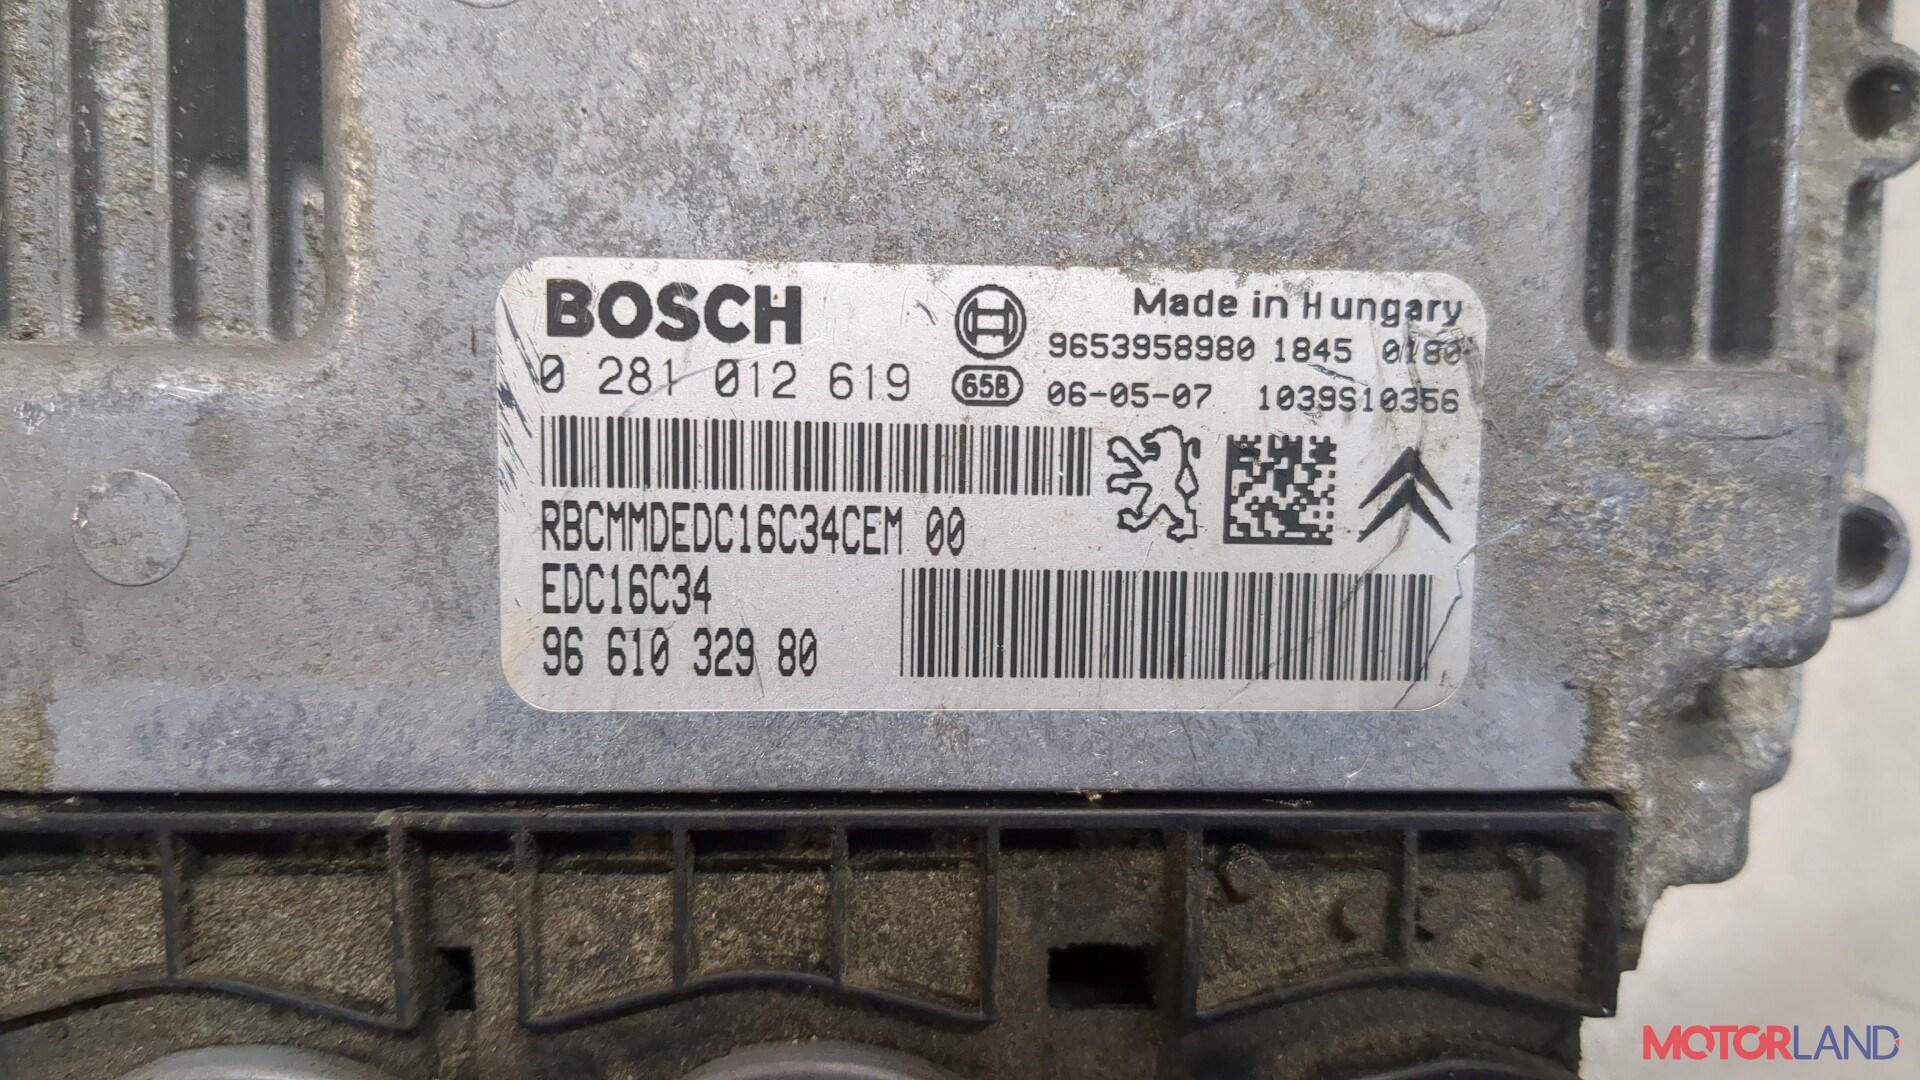 BOSCH
Made in Hungary
9653958980 1845 0180
0 281 012 619
658
06-05-07 1039S10356
RBCMMDEDC16C34CEM 00
EDC16C34
96 610 329 80
MOTORLAND